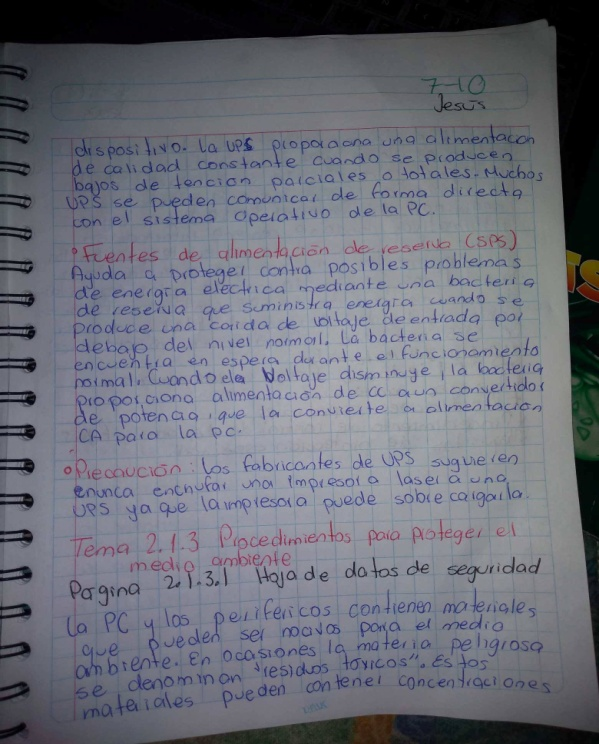 7-10
Jesús
dispositivo. la UPS proporciona una alimentacon
de calidad constante cuando se producen
bajos de tencion parciales o totales. Muchos
UPS se pueden comunicar de forma directa
con el sistema operativo de la PC.
°Fuentes de alimentación de reserva (SPS)
Ayuda a proteger contra posibles problemas
de energía eléctrica mediante una bacteria
de reserva que suministra energía cuando se
produce una caida de voltaje de entrada por
debajo del nivel normal. La bacteria se
encuentra en espera durante el funcionamiento
normal. Cuando ela Voltaje disminuye, la bacteria
proporciona alimentación de CC a un convertidor
de potencia, que la convierte a alimentación
CA para la PC.
°Precaución: los fabricantes de UPS suguieren
enunca enchufar una impresora laser a una
UPS ya que la impresora puede sobrecargarla.
Tema 2.1.3 Procedimientos para proteger el
medio ambiente
Pagina 2.1.3.1 Hoja de datos de seguridad
la PC y los periféricos contienen materiales
que pueden ser nocivos para el medio
ambiente. En ocasiones la materia peligrosa
se denominan "residuos tóxicos". Estos
materiales pueden contener concentraciones